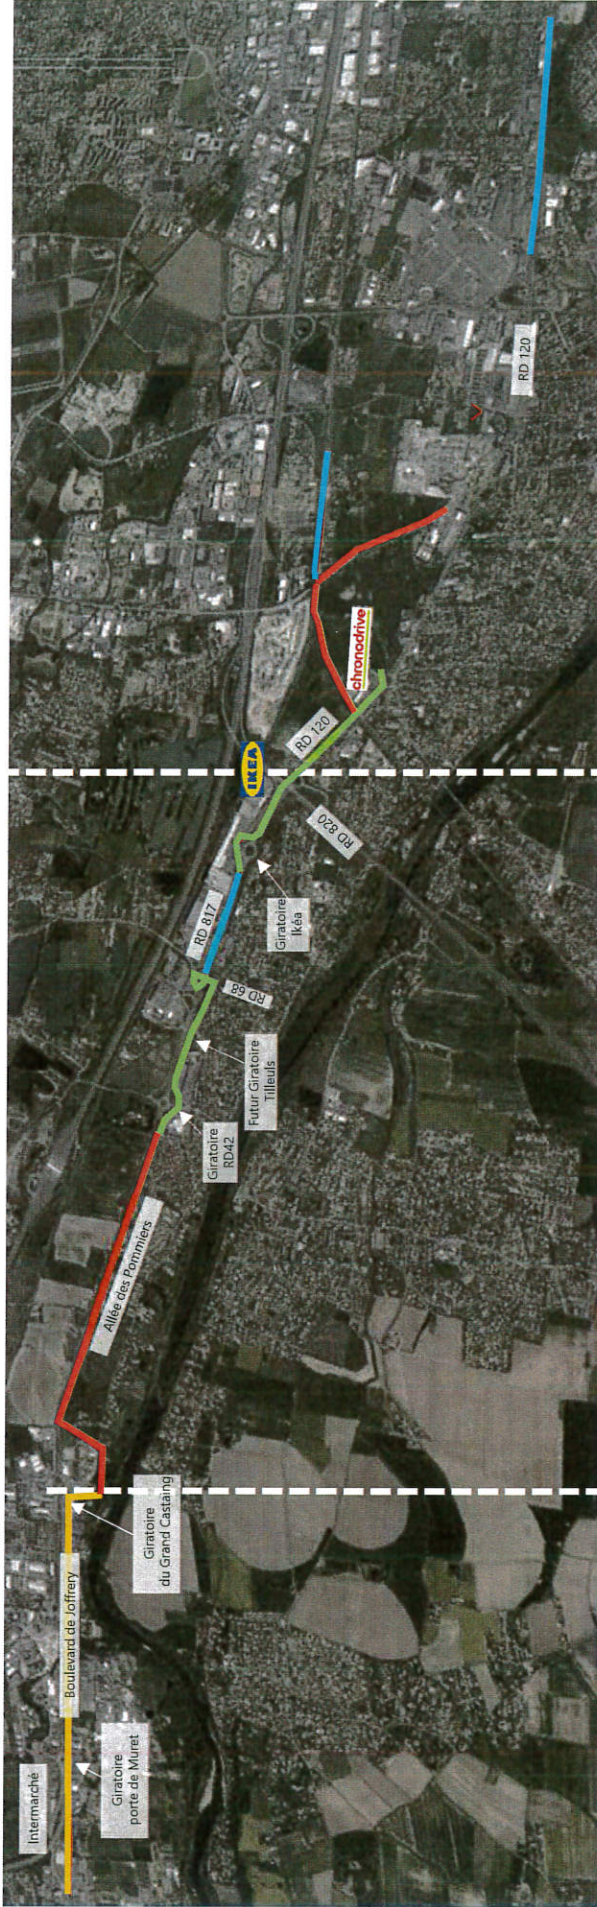 Intermarché
Boulevard de Joffrery
Giratoire
porte de Muret
Giratoire
du Grand Castaing
Allée des Pommiers
Giratoire
RD42
Futur Giratoire
Tilleuls
RD 68
RD 817
Giratoire
Ikéa
IKEA
RD 820
RD 120
chronodrive
RD 120